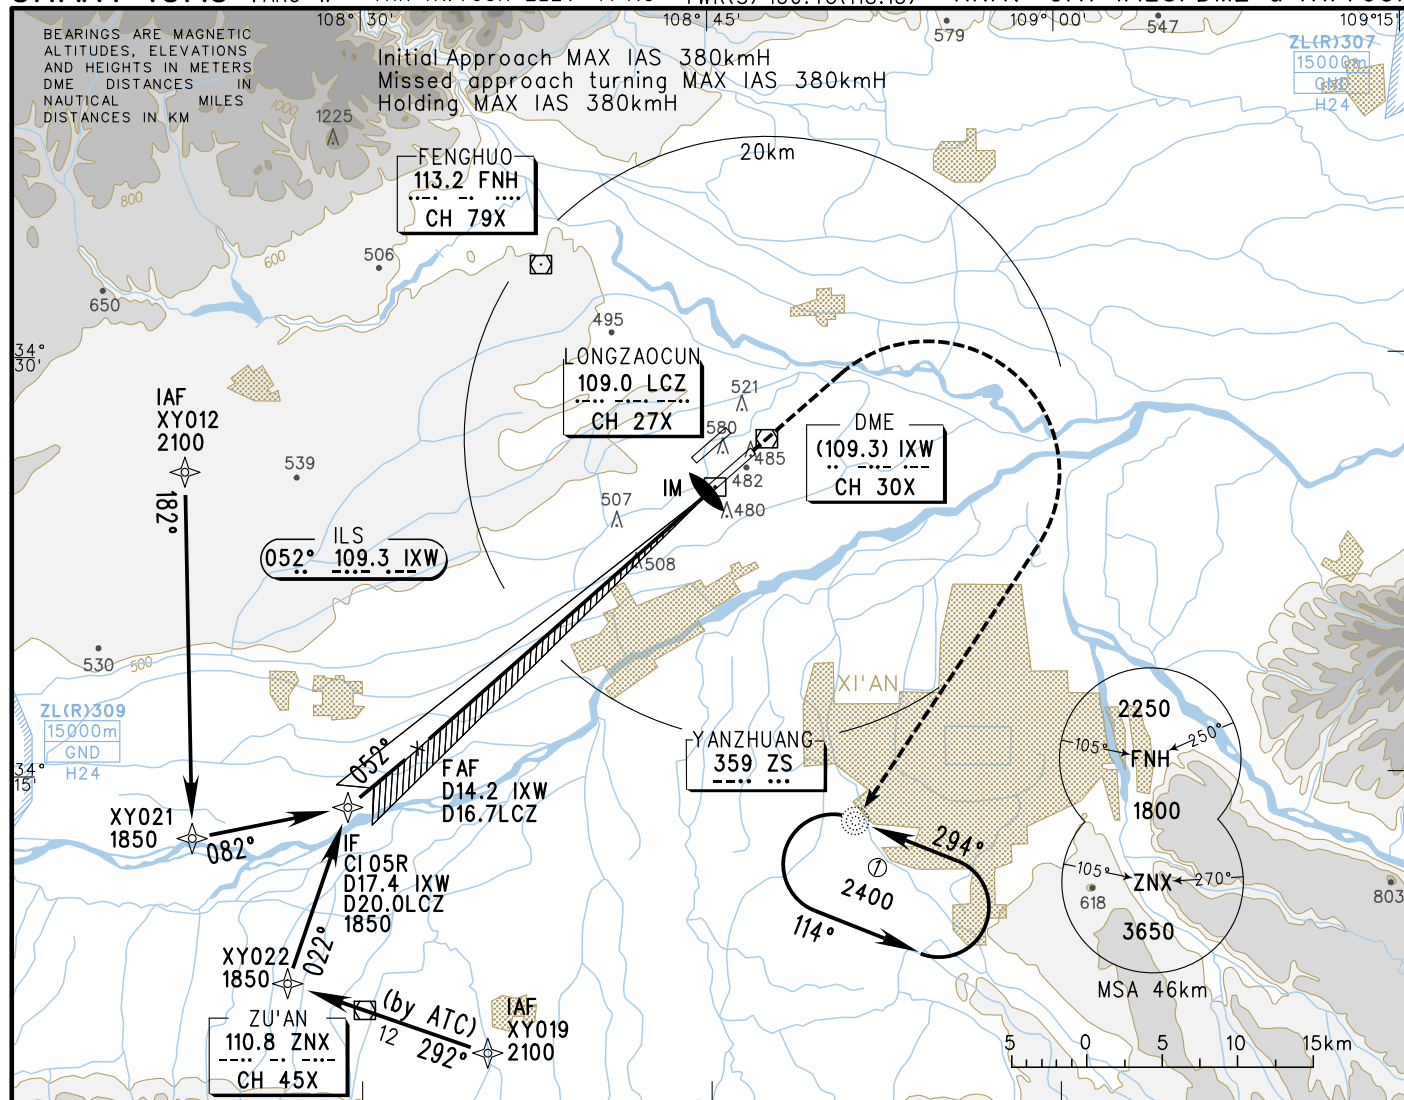 108° 30'
108° 45'
109° 00'
109° 15'
BEARINGS ARE MAGNETIC
ALTITUDES, ELEVATIONS
AND HEIGHTS IN METERS
DME DISTANCES IN
NAUTICAL MILES
DISTANCES IN KM
Initial Approach MAX IAS 380kmH
Missed approach turning MAX IAS 380kmH
Holding MAX IAS 380kmH
579
547
ZL(R)307
15000m
GND
H24
1000
1225
800
600
506
650
FENGHUO
113.2 FNH
CH 79X
20km
34°
30'
495
LONGZAOCUN
109.0 LCZ
CH 27X
521
580
485
482
480
IM
507
508
DME
(109.3) IXW
CH 30X
IAF
XY012
2100
182°
539
ILS
052° 109.3 IXW
530
500
ZL(R)309
15000m
GND
H24
34°
15'
XI'AN
YANZHUANG
359 ZS
052°
FAF
D14.2 IXW
D16.7LCZ
XY021
1850
082°
IF
CI05R
D17.4 IXW
D20.0LCZ
1850
022°
XY022
1850
ZU'AN
110.8 ZNX
CH 45X
(by ATC)
12
292°
IAF
XY019
2100
294°
1
2400
114°
2250
105°
FNH
250°
1800
105°
ZNX
270°
618
3650
MSA 46km
803
5 0 5 10 15km